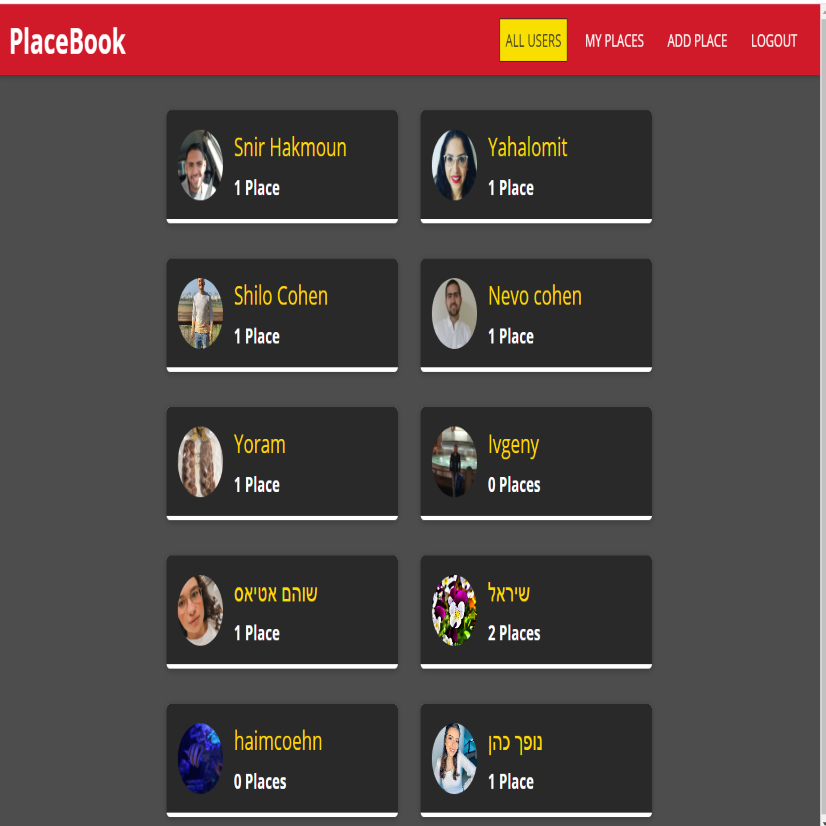 PlaceBook
ALL USERS MY PLACES ADD PLACE LOGOUT
Snir Hakmoun
1 Place
Yahalomit
1 Place
Shilo Cohen
1 Place
Nevo cohen
1 Place
Yoram
1 Place
Ivgeny
0 Places
שוהם אטיאס
1 Place
שיראל
2 Places
haimcoehn
0 Places
נופך כהן
1 Place